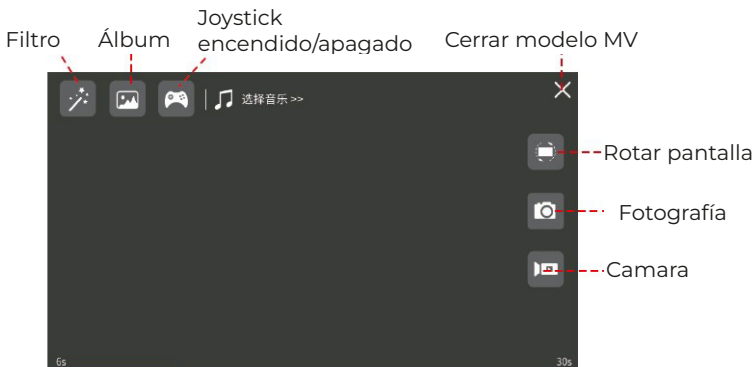 Joystick
Filtro
Álbum
encendido/apagado
Cerrar modelo MV
选择音乐 >>
Rotar pantalla
Fotografía
Camara
6s
30s